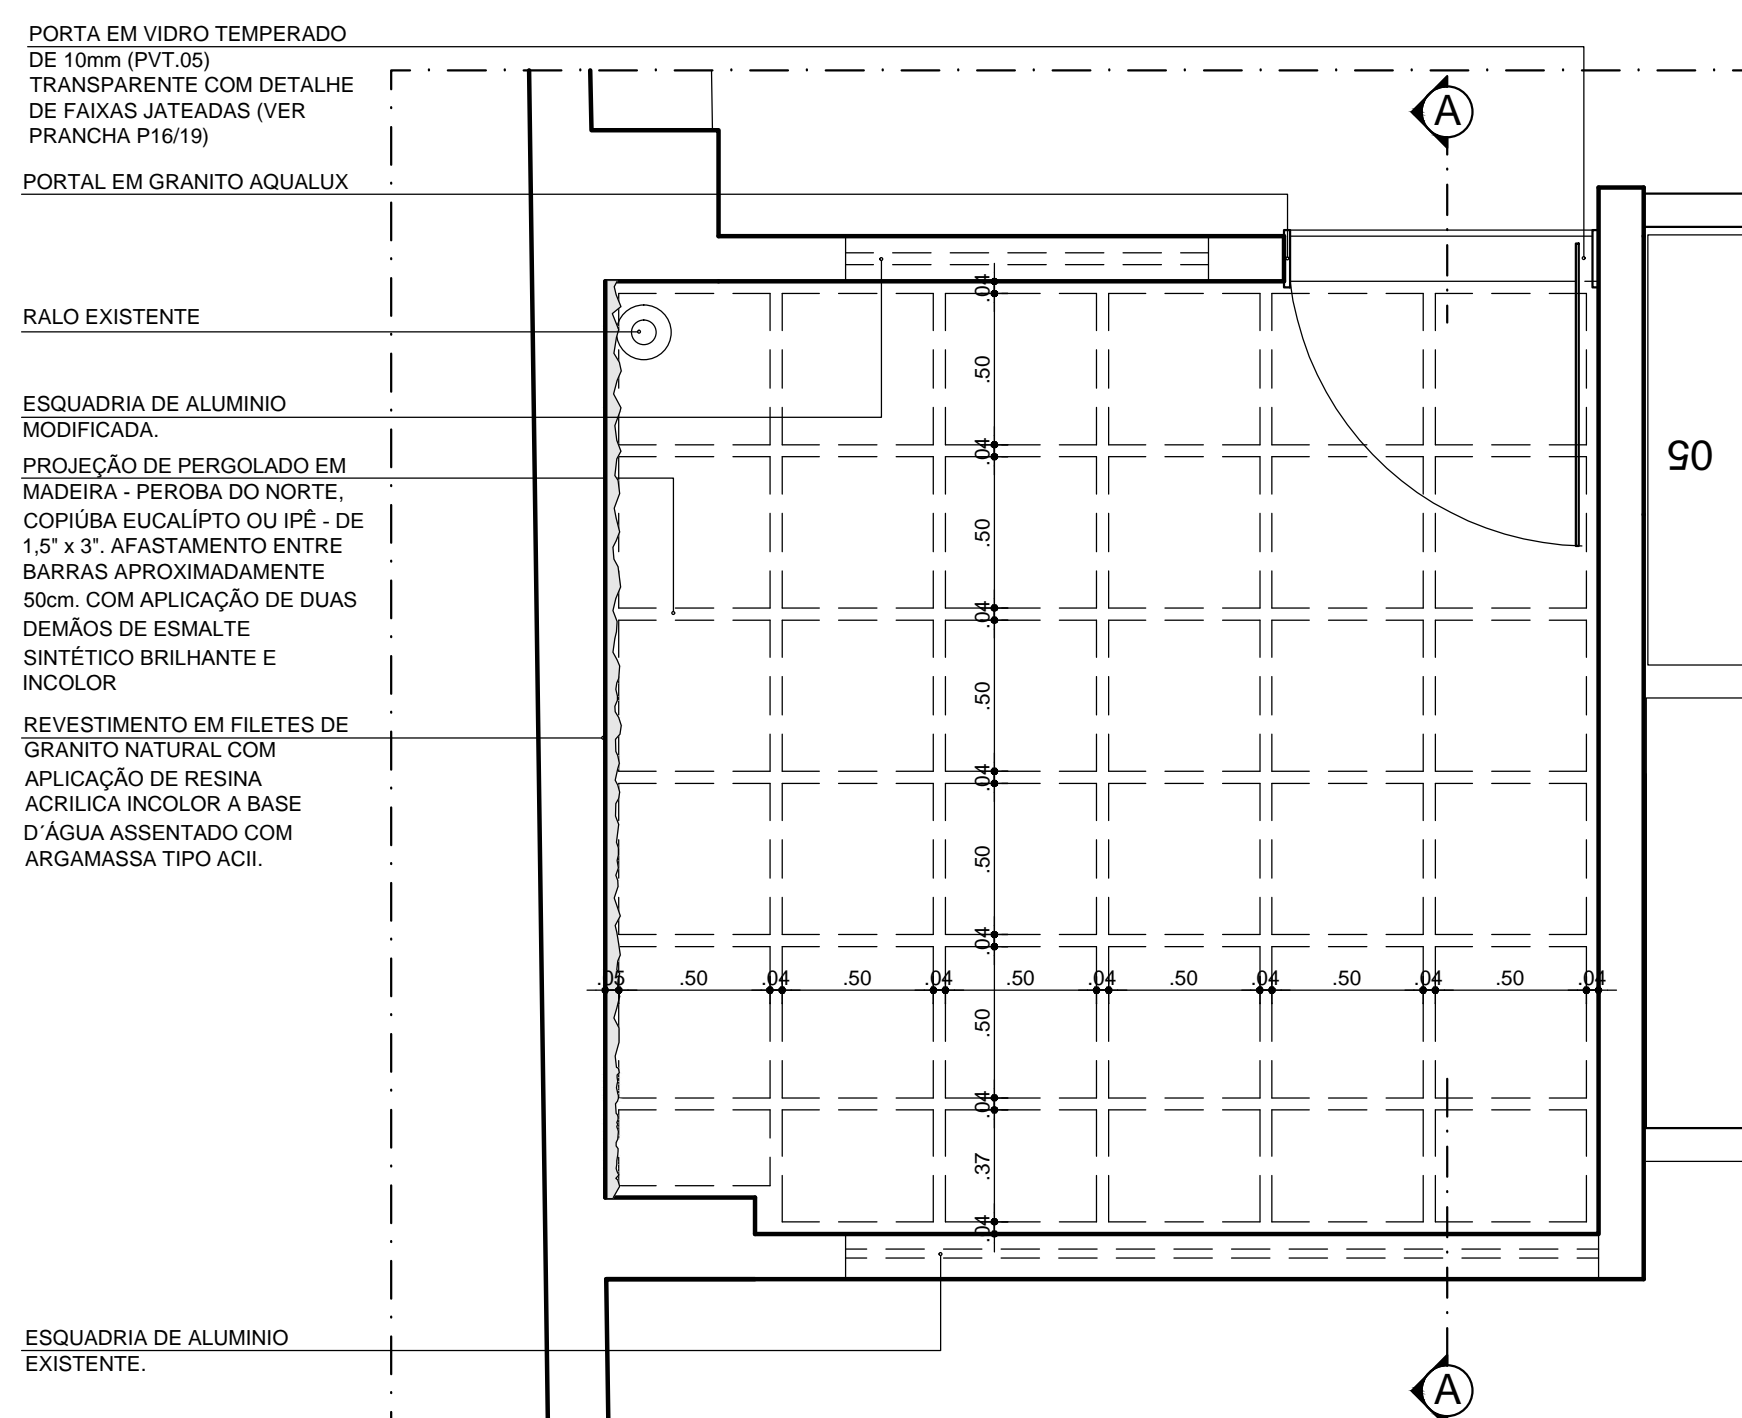 PORTA EM VIDRO TEMPERADO
DE 10mm (PVT.05)
TRANSPARENTE COM DETALHE
DE FAIXAS JATEADAS (VER
PRANCHA P16/19)
PORTAL EM GRANITO AQUALUX
RALO EXISTENTE
ESQUADRIA DE ALUMINIO
MODIFICADA.
PROJEÇÃO DE PERGOLADO EM
MADEIRA - PEROBA DO NORTE,
COPIÚBA EUCALÍPTO OU IPÊ - DE
1,5" x 3". AFASTAMENTO ENTRE
BARRAS APROXIMADAMENTE
50cm. COM APLICAÇÃO DE DUAS
DEMÃOS DE ESMALTE
SINTÉTICO BRILHANTE E
INCOLOR
REVESTIMENTO EM FILETES DE
GRANITO NATURAL COM
APLICAÇÃO DE RESINA
ACRILICA INCOLOR A BASE
D´ÁGUA ASSENTADO COM
ARGAMASSA TIPO ACII.
ESQUADRIA DE ALUMINIO
EXISTENTE.
A
.04
.50
.04
.50
.04
.50
.04
.50
.04
.50
.04
.37
.04
.05 .50 .04 .50 .04 .50 .04 .50 .04 .50 .04 .50 .04
05
A